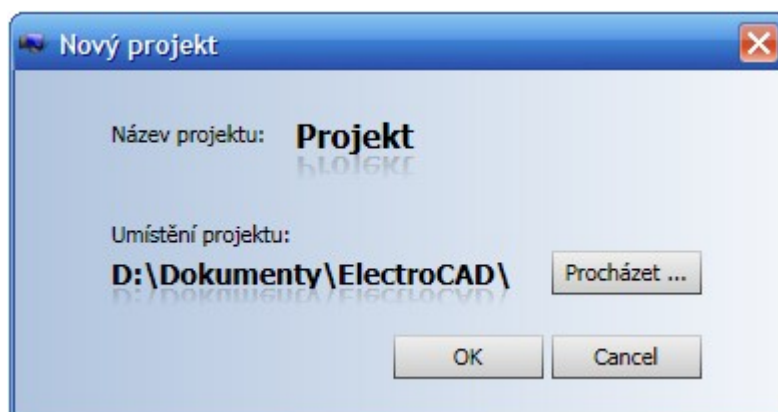 Nový projekt
Název projektu: Projekt
Umístění projektu:
D:\Dokumenty\ElectroCAD\ Procházet ...
OK Cancel